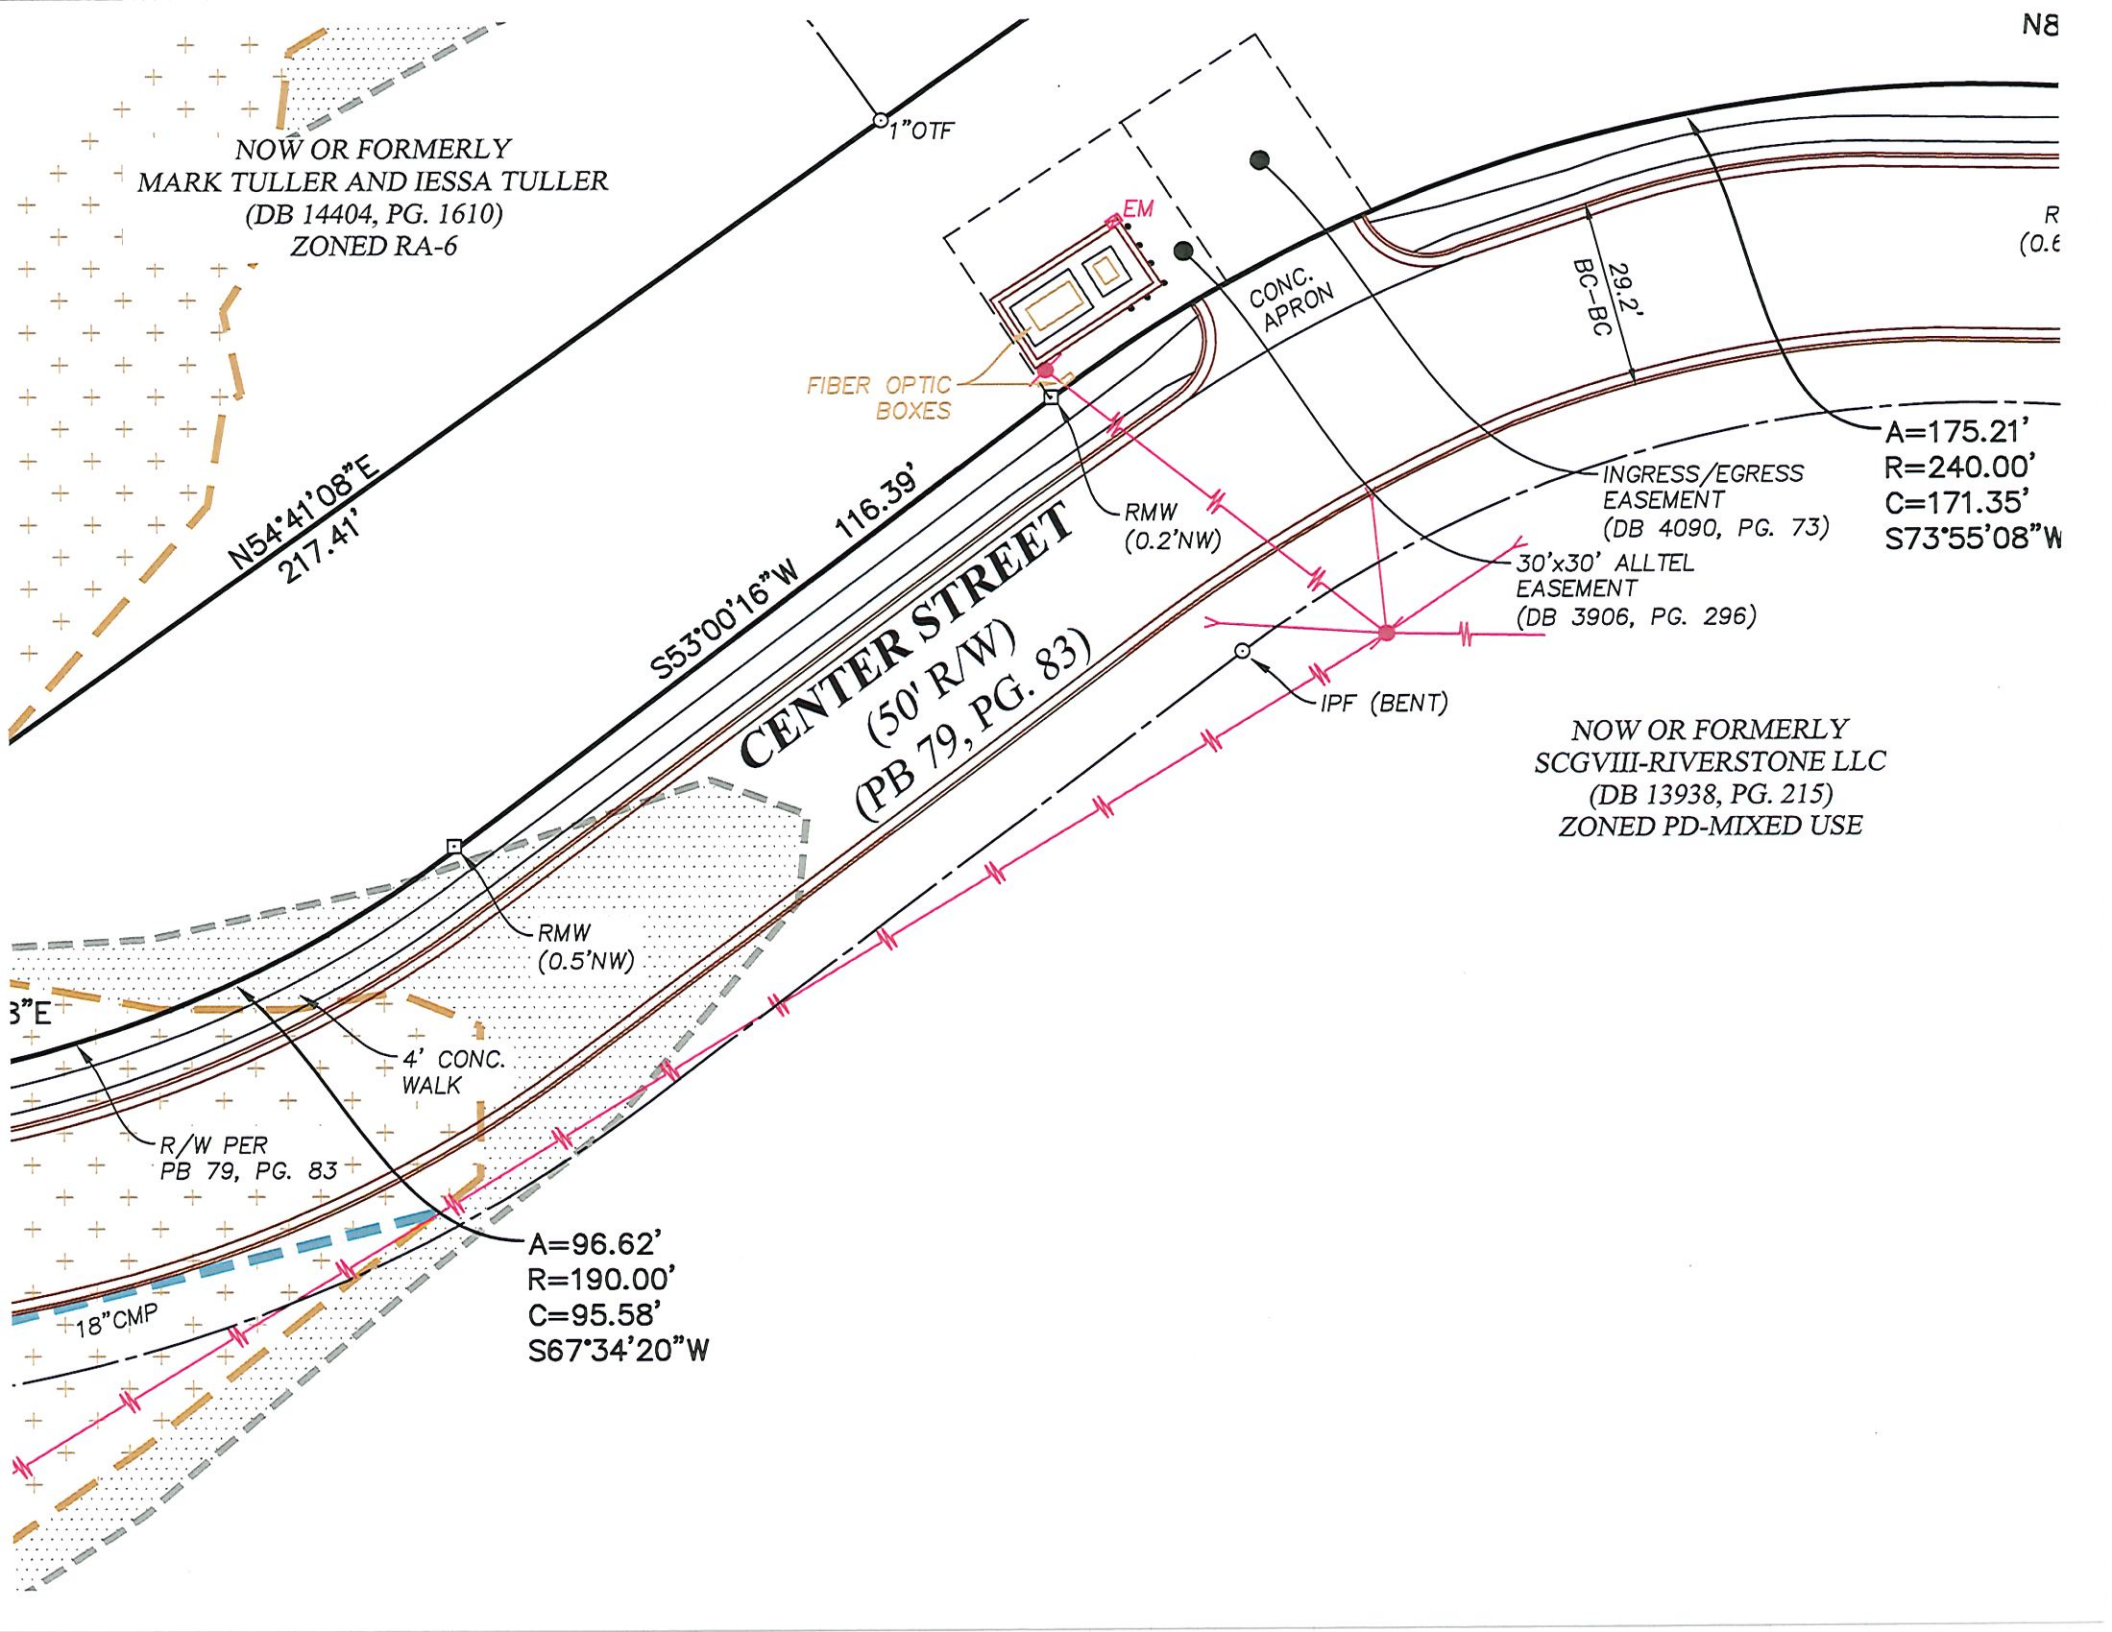 N8
1"OTF
NOW OR FORMERLY
MARK TULLER AND IESSA TULLER
(DB 14404, PG. 1610)
ZONED RA-6
EM
CONC.
APRON
29.2'
BC-BC
FIBER OPTIC
BOXES
A=175.21'
R=240.00'
C=171.35'
S73°55'08"W
INGRESS/EGRESS
EASEMENT
(DB 4090, PG. 73)
30'x30' ALLTEL
EASEMENT
(DB 3906, PG. 296)
RMW
(0.2'NW)
N54°41'08"E
217.41'
S53°00'16"W 116.39'
CENTER STREET
(50' R/W)
(PB 79, PG. 83)
IPF (BENT)
NOW OR FORMERLY
SCGVIII-RIVERSTONE LLC
(DB 13938, PG. 215)
ZONED PD-MIXED USE
RMW
(0.5'NW)
"E
4' CONC.
WALK
R/W PER
PB 79, PG. 83
A=96.62'
R=190.00'
C=95.58'
S67°34'20"W
18"CMP